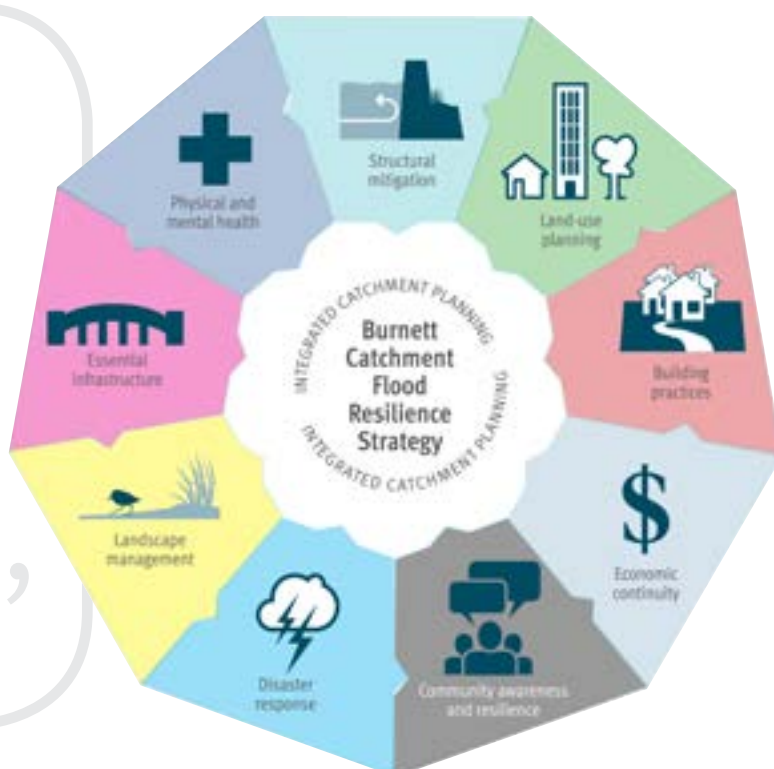 Structural
mitigation
Land-use
planning
Building
practices
$
Economic
continuity
Community awareness
and resilience
Disaster
response
Landscape
management
Essential
infrastructure
Physical and
mental health
INTEGRATED CATCHMENT PLANNING
Burnett
Catchment
Flood
Resilience
Strategy
INTEGRATED CATCHMENT PLANNING